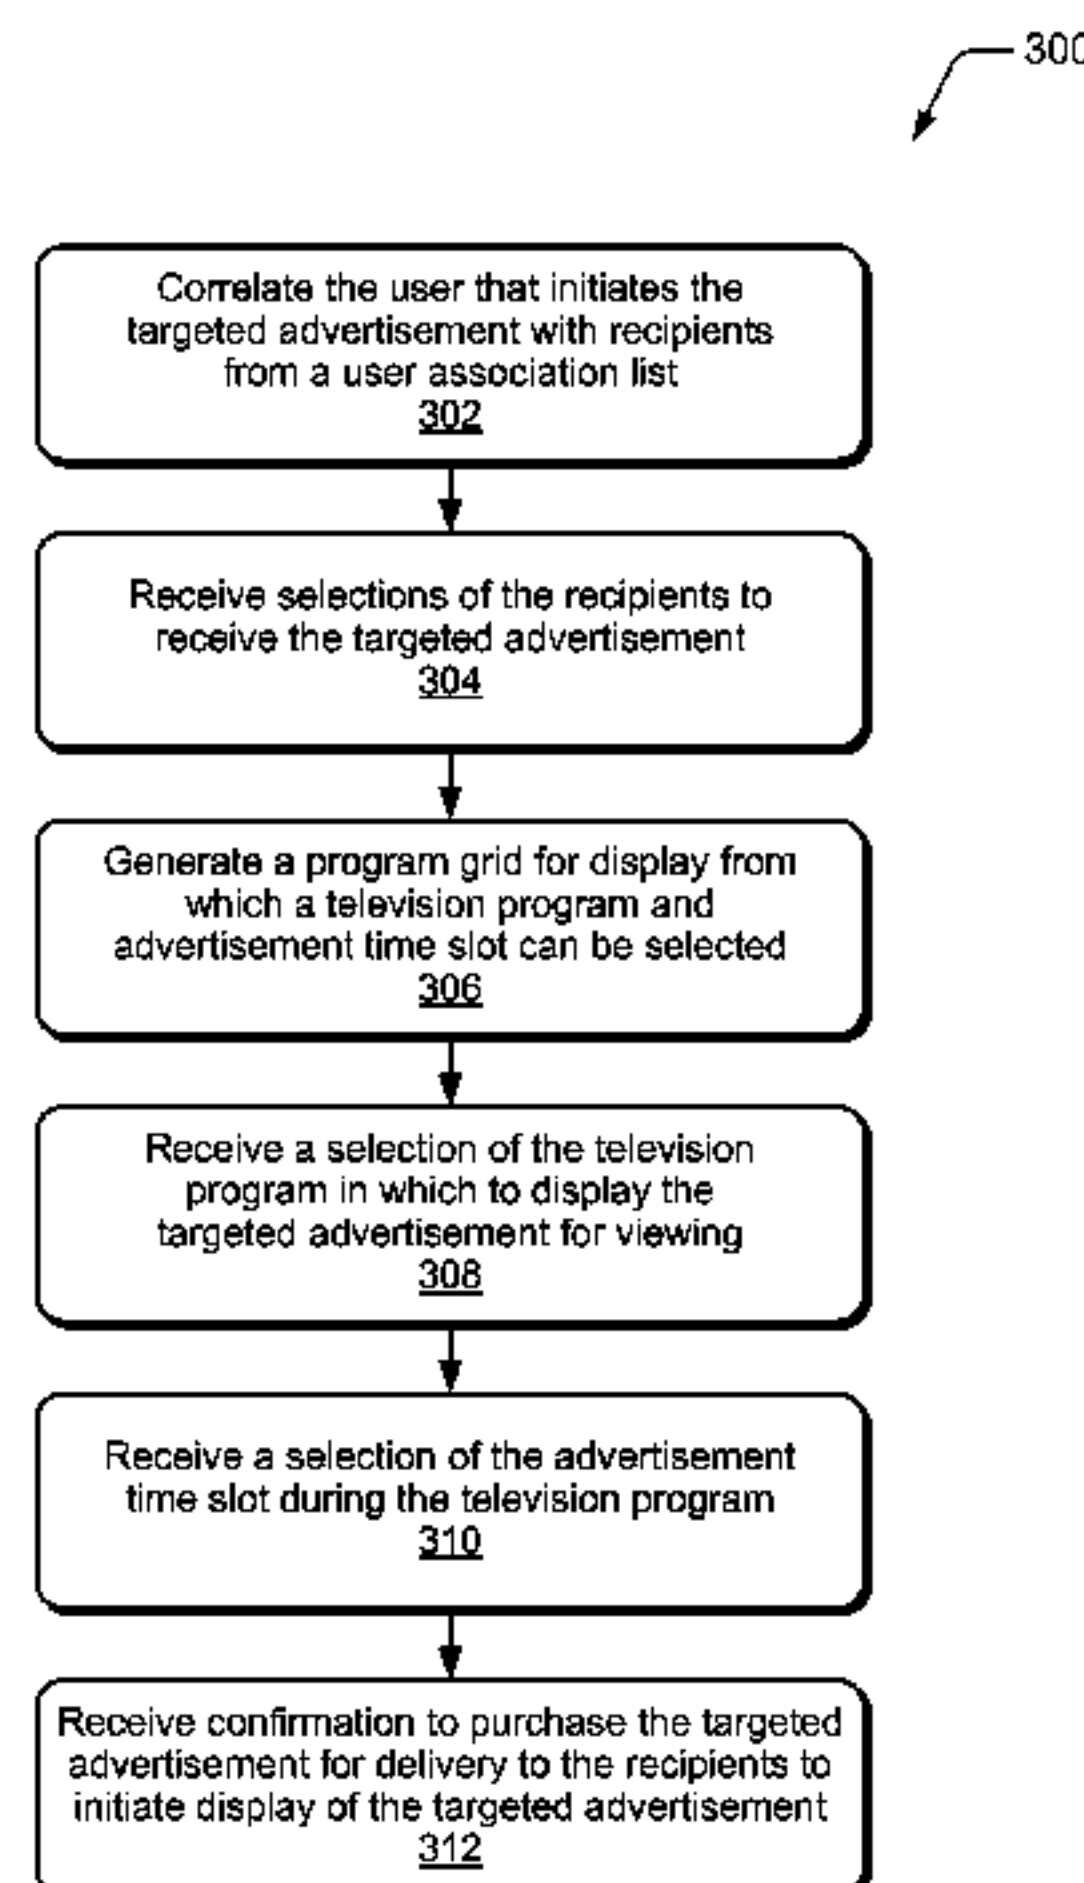 300
Correlate the user that initiates the
targeted advertisement with recipients
from a user association list
302
Receive selections of the recipients to
receive the targeted advertisement
304
Generate a program grid for display from
which a television program and
advertisement time slot can be selected
306
Receive a selection of the television
program in which to display the
targeted advertisement for viewing
308
Receive a selection of the advertisement
time slot during the television program
310
Receive confirmation to purchase the targeted
advertisement for delivery to the recipients to
initiate display of the targeted advertisement
312